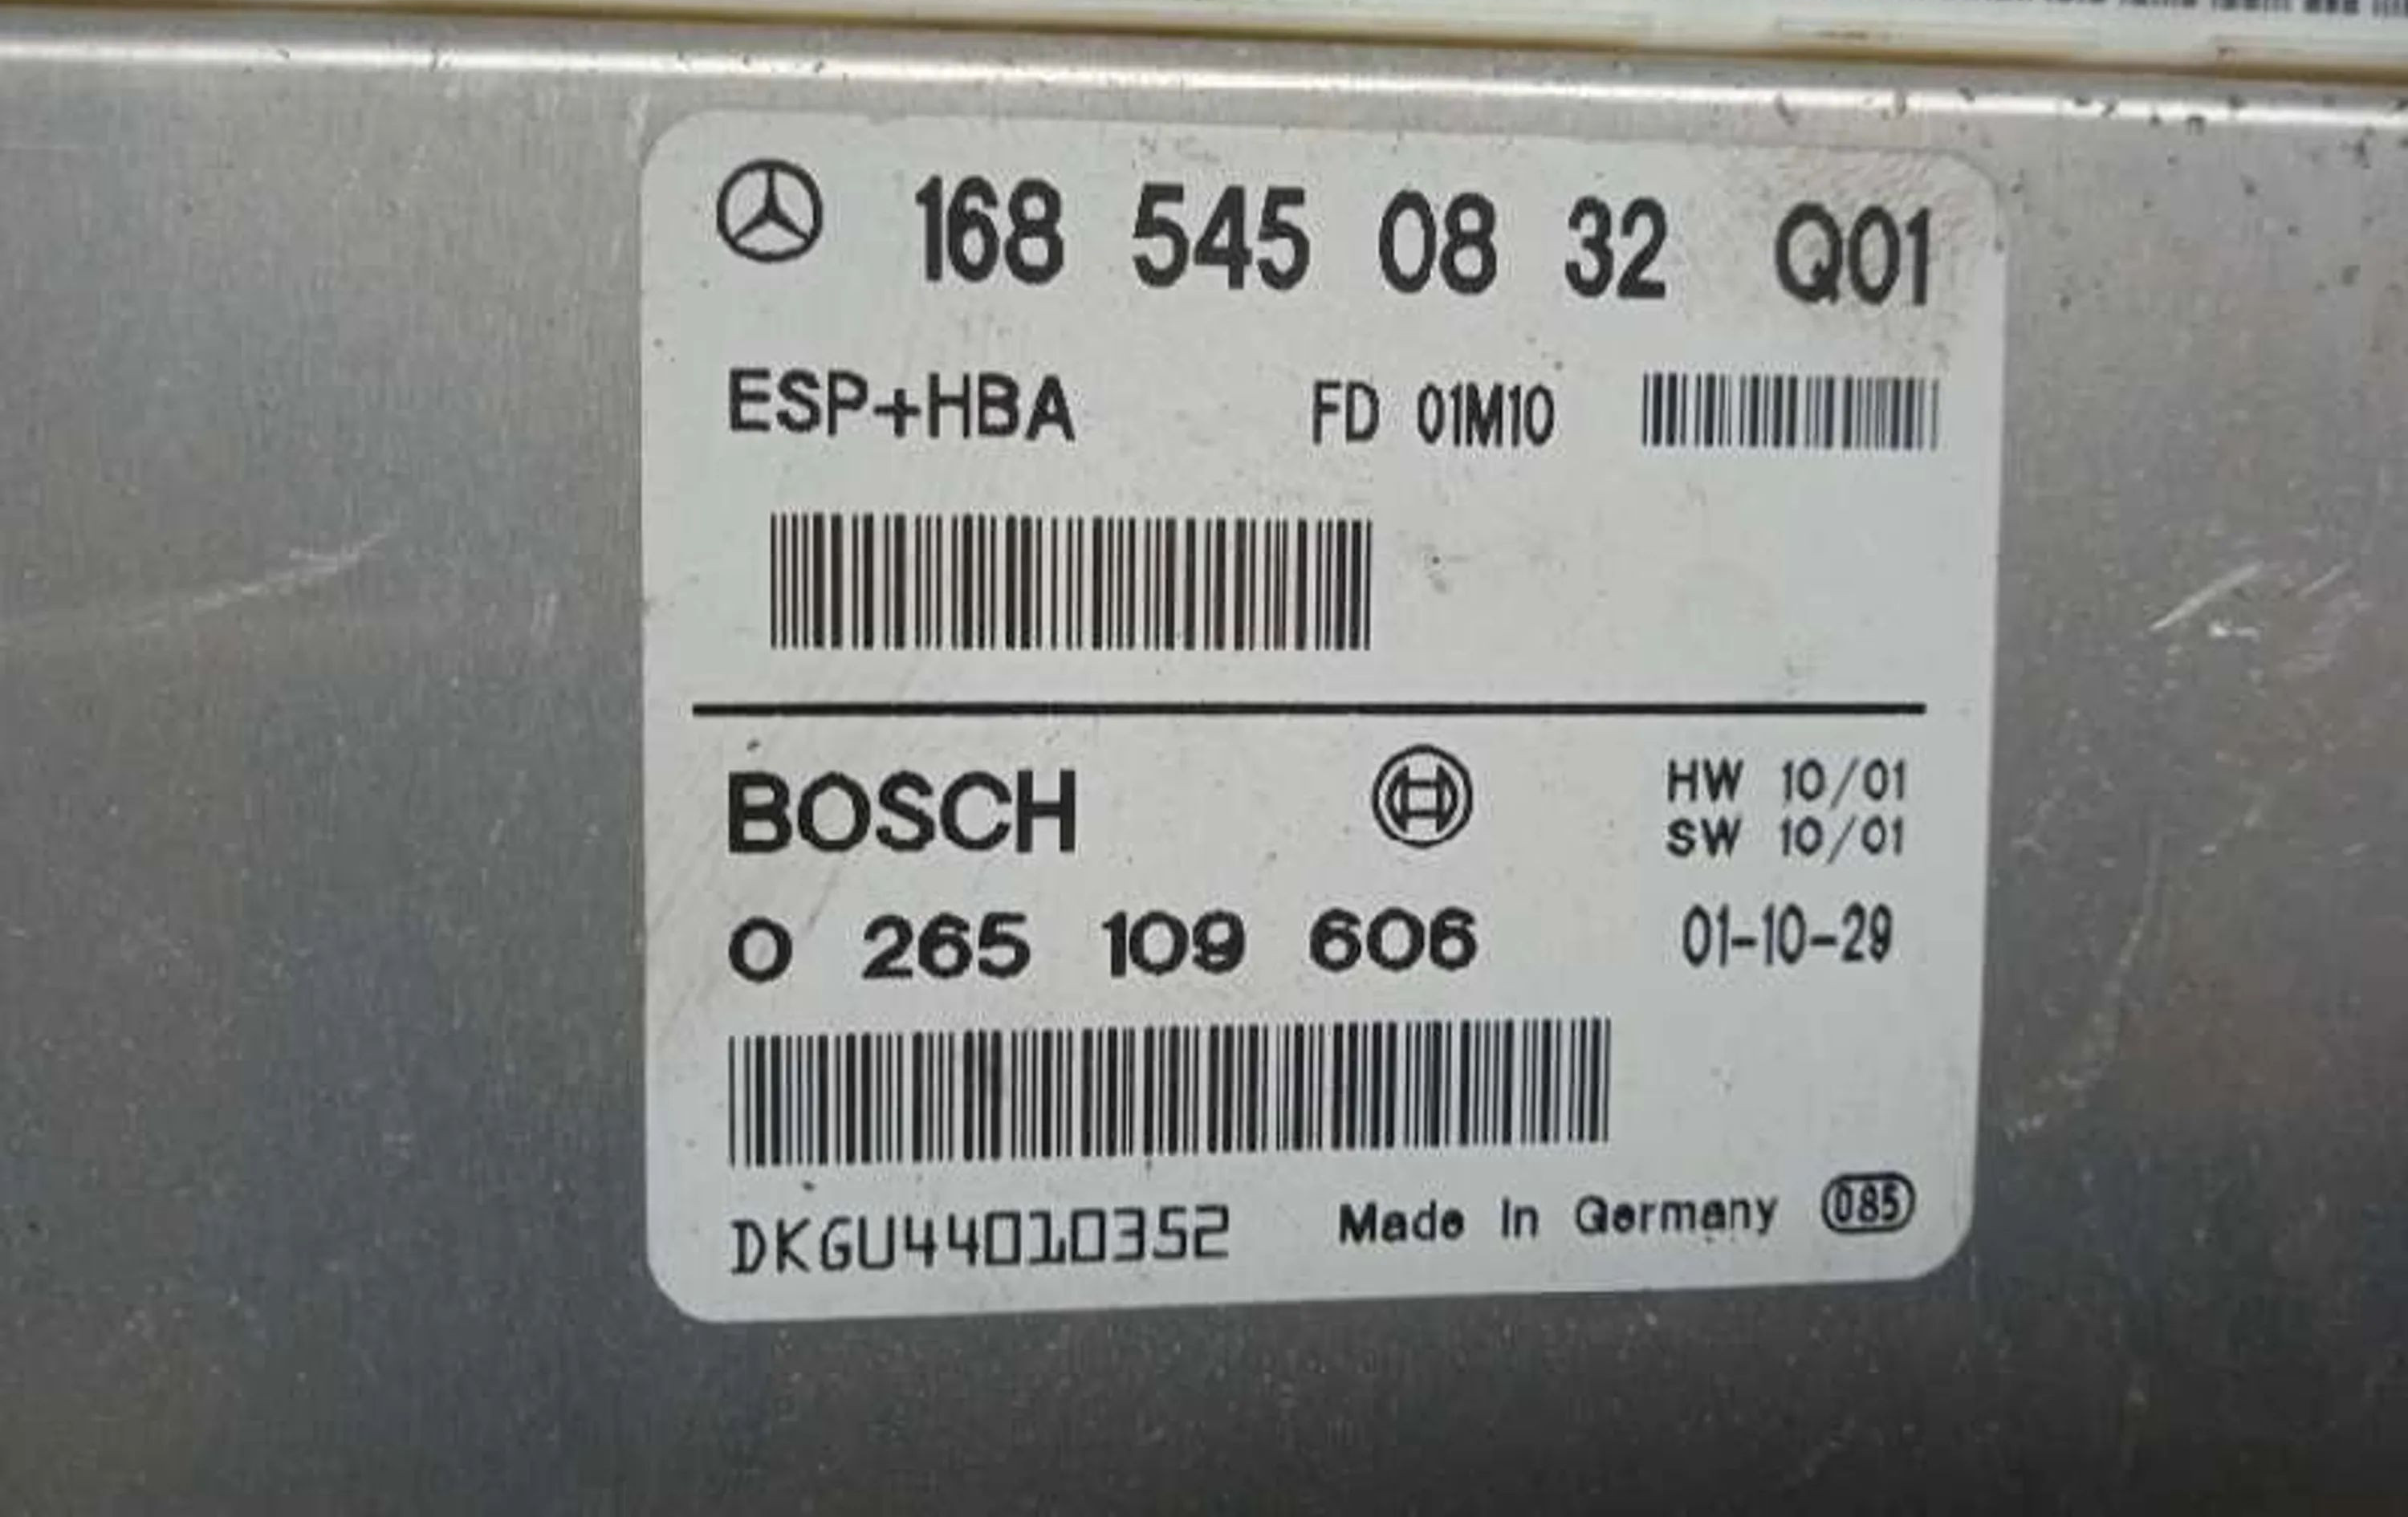 168 545 08 32 Q01
ESP+HBA FD 01M10
BOSCH HW 10/01
SW 10/01
0 265 109 606 01-10-29
DKGU44010352 Made in Germany 085